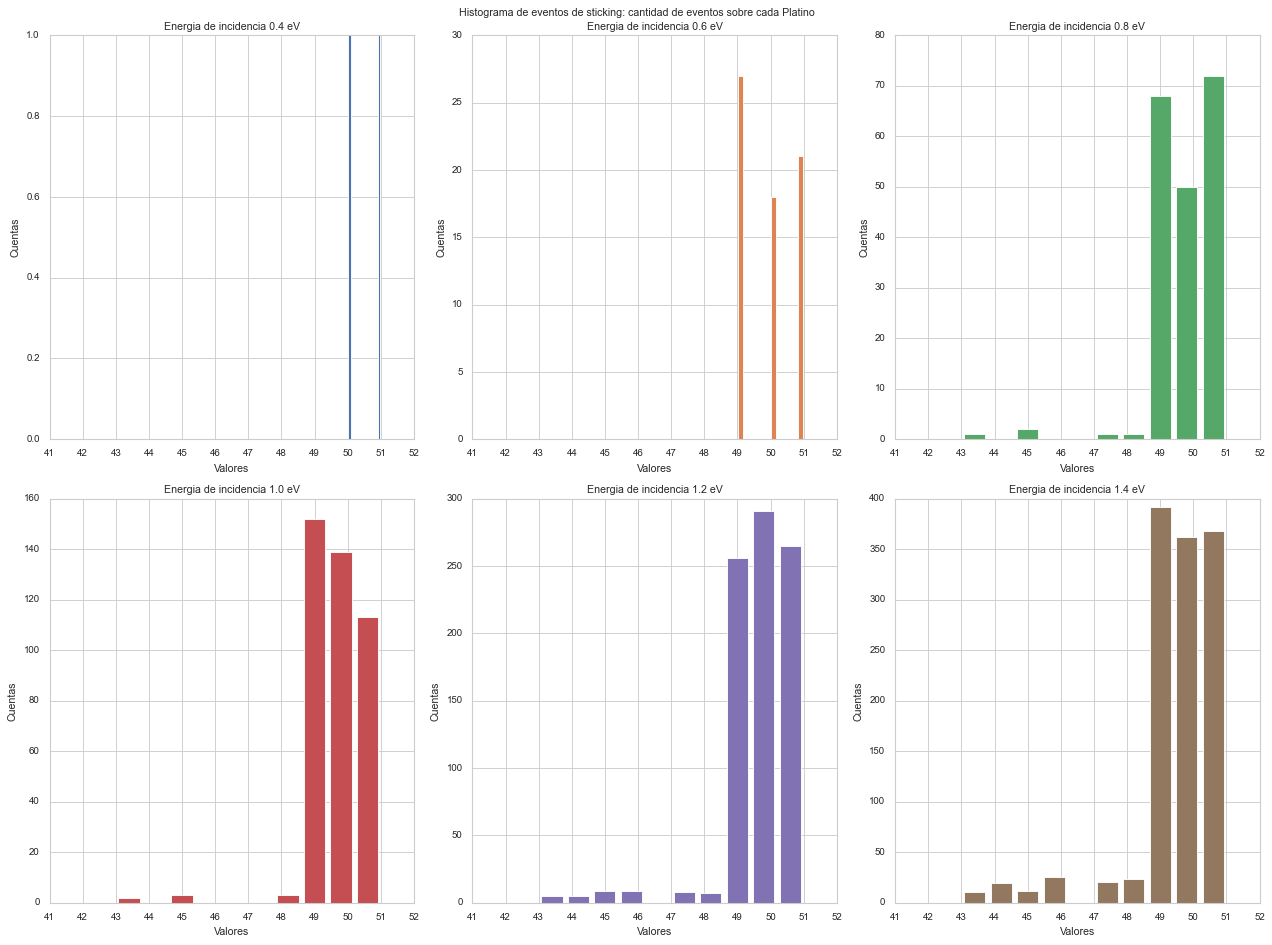 Histograma de eventos de sticking: cantidad de eventos sobre cada Platino
Energia de incidencia 0.4 eV
1.0
0.8
0.6
0.4
0.2
0.0
Cuentas
41 42 43 44 45 46 47 48 49 50 51 52
Valores
Energia de incidencia 0.6 eV
30
25
20
15
10
5
0
Cuentas
41 42 43 44 45 46 47 48 49 50 51 52
Valores
Energia de incidencia 0.8 eV
80
70
60
50
40
30
20
10
0
Cuentas
41 42 43 44 45 46 47 48 49 50 51 52
Valores
Energia de incidencia 1.0 eV
160
140
120
100
80
60
40
20
0
Cuentas
41 42 43 44 45 46 47 48 49 50 51 52
Valores
Energia de incidencia 1.2 eV
300
250
200
150
100
50
0
Cuentas
41 42 43 44 45 46 47 48 49 50 51 52
Valores
Energia de incidencia 1.4 eV
400
350
300
250
200
150
100
50
0
Cuentas
41 42 43 44 45 46 47 48 49 50 51 52
Valores